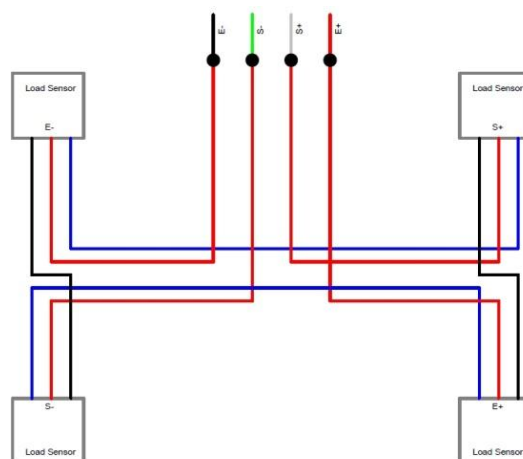 E-
S-
S+
E+
Load Sensor
E-
Load Sensor
S+
S-
Load Sensor
E+
Load Sensor